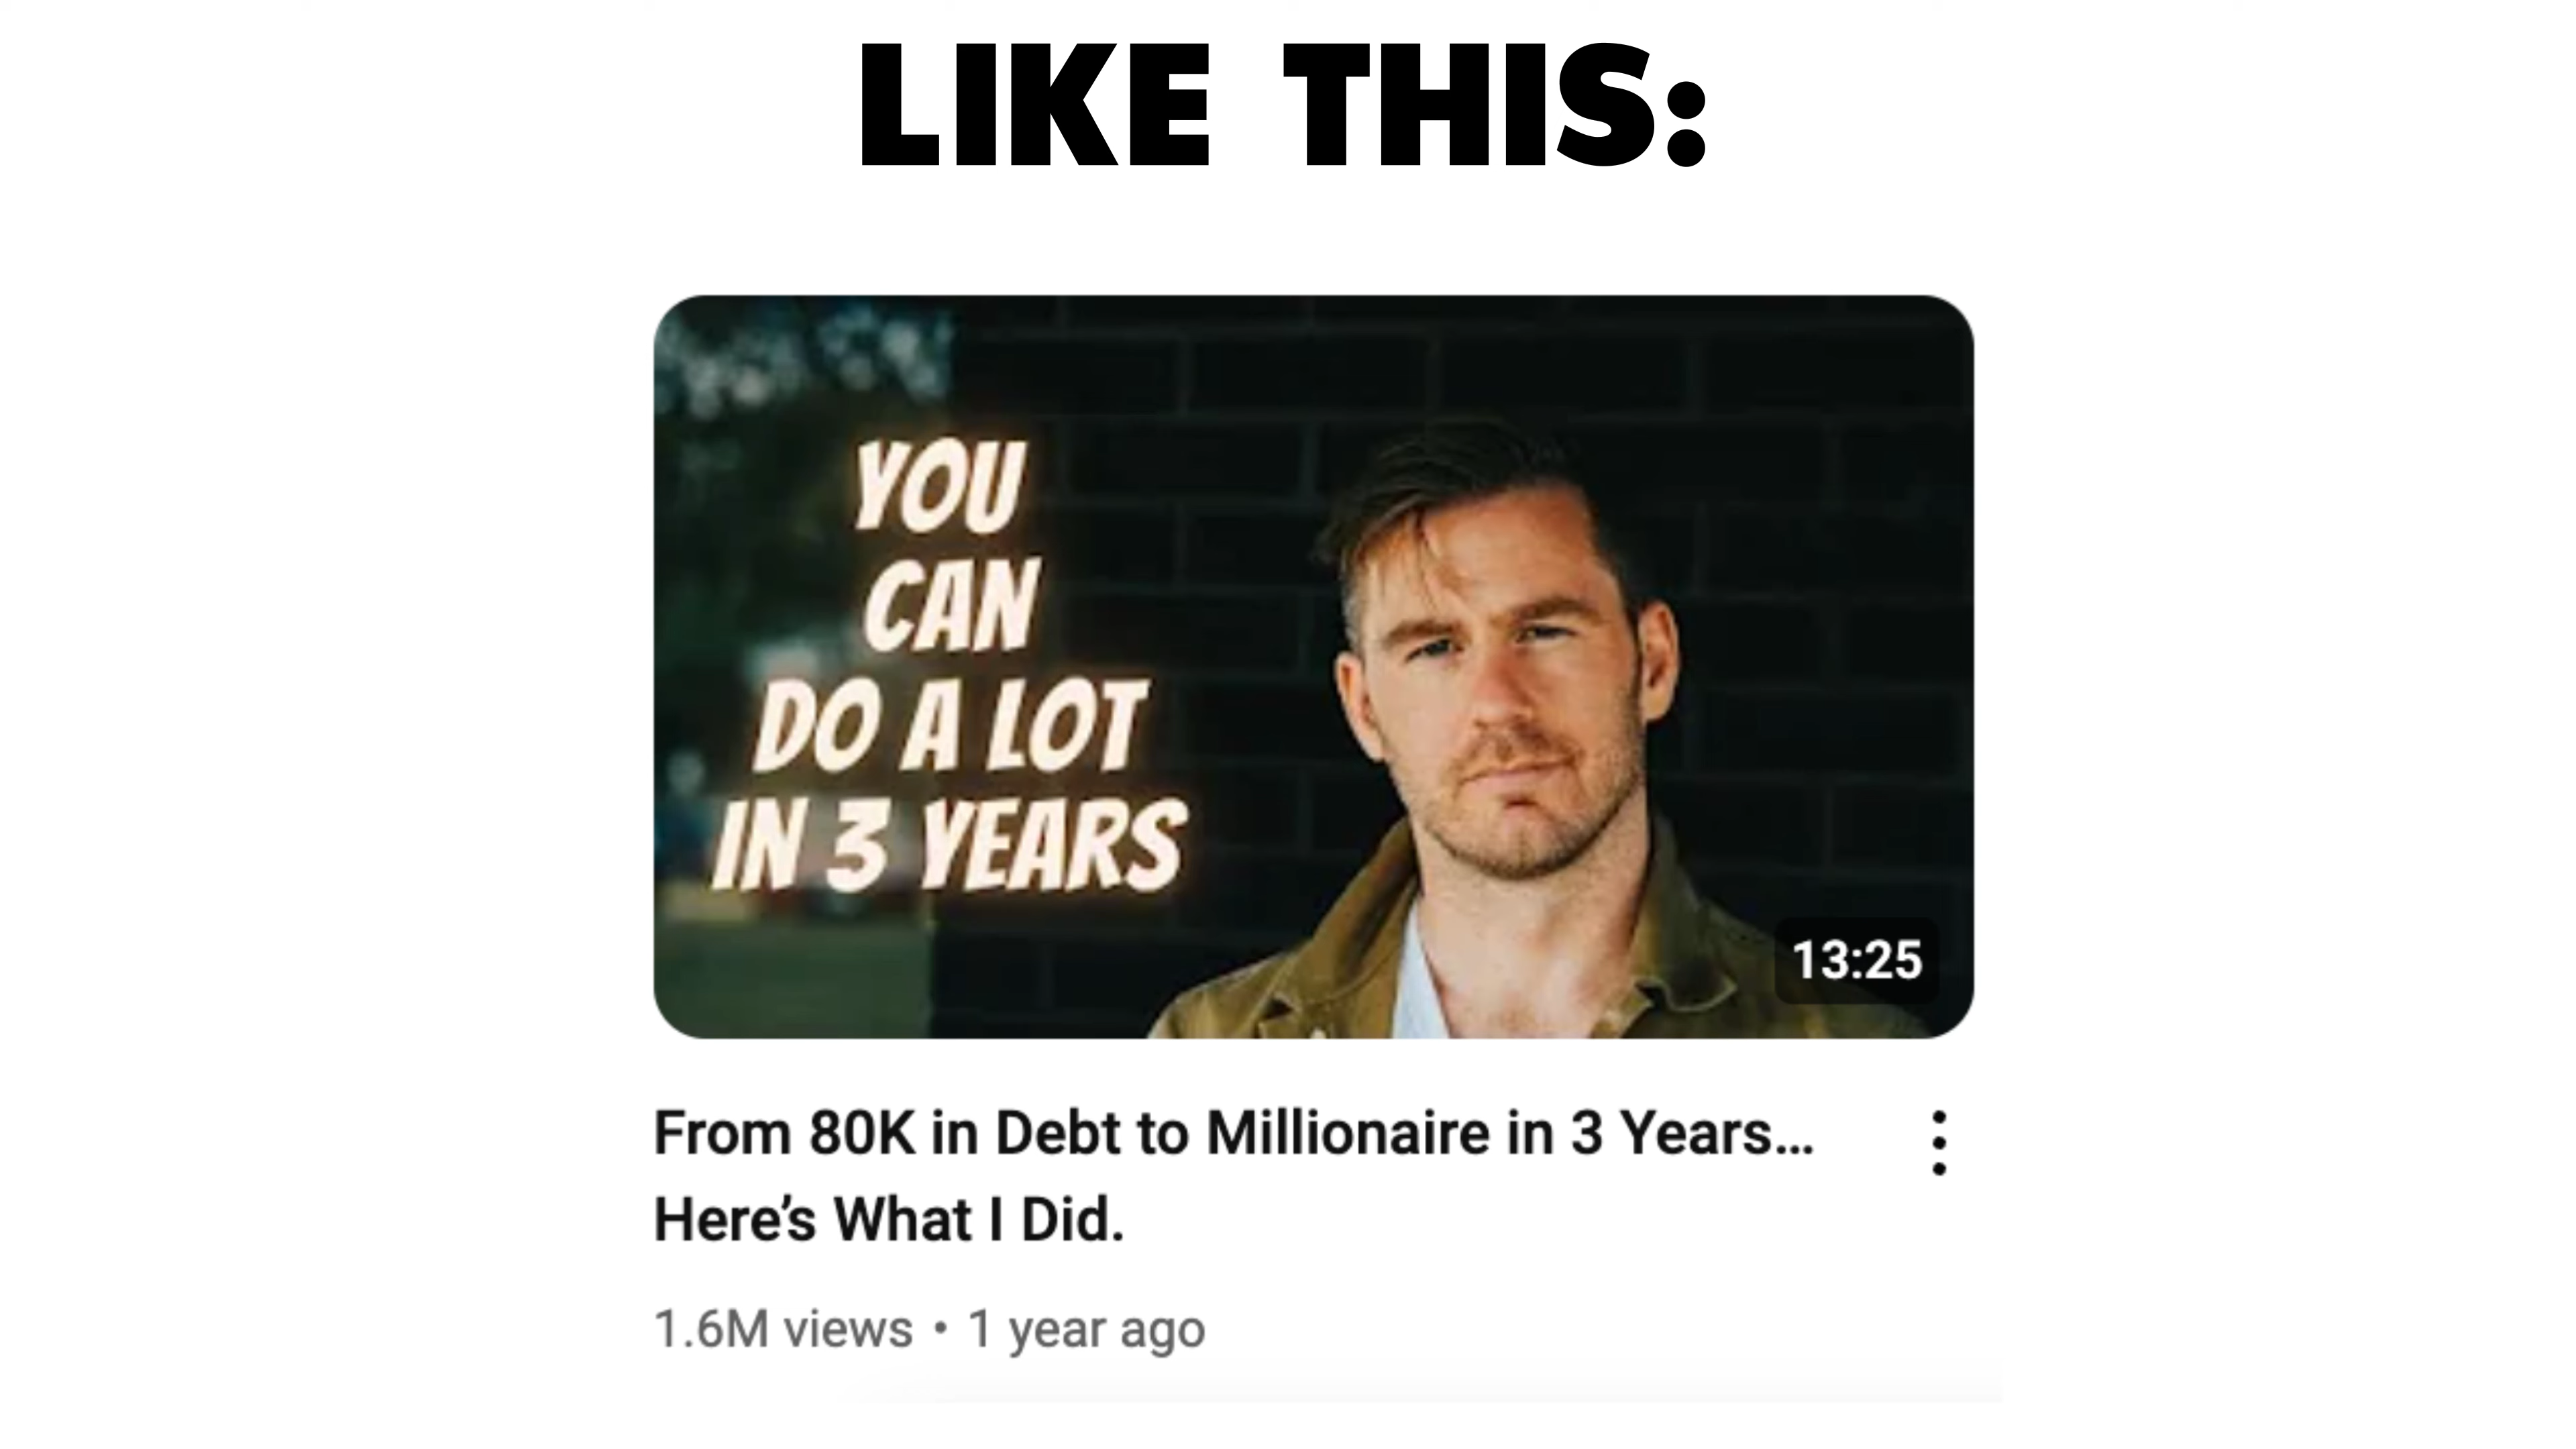 LIKE THIS:
YOU
CAN
DO A LOT
IN 3 YEARS
13:25
From 80K in Debt to Millionaire in 3 Years...
Here’s What I Did.
1.6M views • 1 year ago